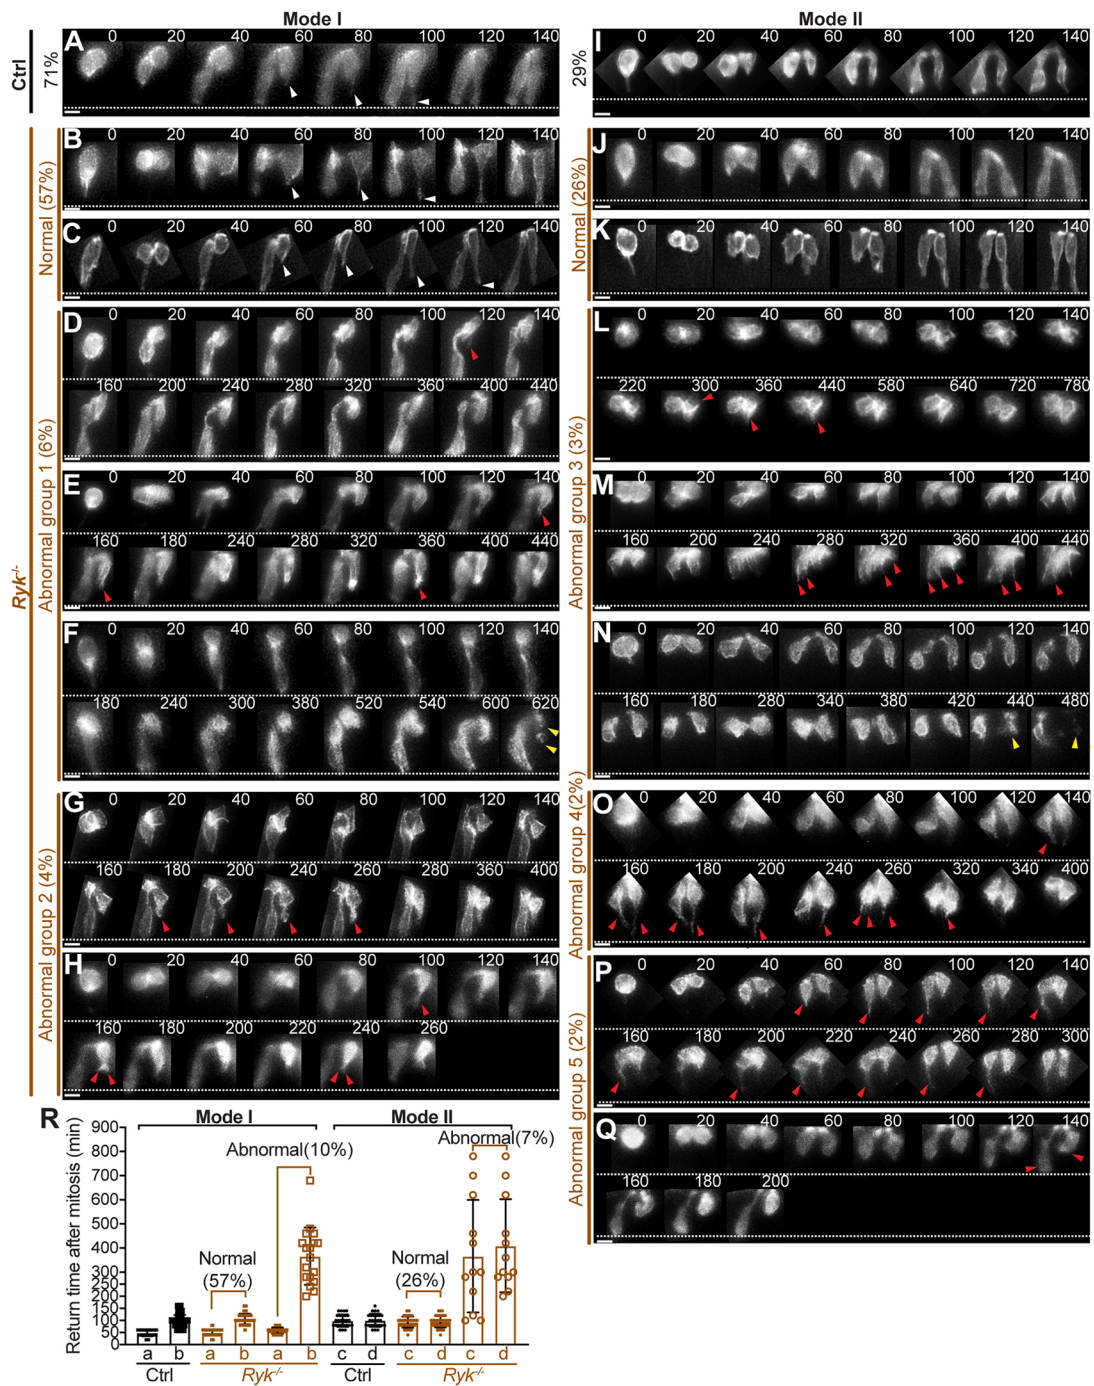 Mode I
Mode II
Ctrl
71%
A
0 20 40 60 80 100 120 140
29%
I
0 20 40 60 80 100 120 140
Ryk-/-
Normal (57%)
B
0 20 40 60 80 100 120 140
C
0 20 40 60 80 100 120 140
Normal (26%)
J
0 20 40 60 80 100 120 140
K
0 20 40 60 80 100 120 140
Abnormal group 1 (6%)
D
0 20 40 60 80 100 120 140
160 200 240 280 320 360 400 440
E
0 20 40 60 80 100 120 140
160 180 240 280 320 360 400 440
F
0 20 40 60 80 100 120 140
180 240 300 380 520 540 600 620
Abnormal group 2 (4%)
G
0 20 40 60 80 100 120 140
160 180 200 240 260 280 360 400
H
0 20 40 60 80 100 120 140
160 180 200 220 240 260
Abnormal group 3 (3%)
L
0 20 40 60 80 100 120 140
220 300 360 440 580 640 720 780
M
0 20 40 60 80 100 120 140
160 200 240 280 320 360 400 440
N
0 20 40 60 80 100 120 140
160 180 280 340 380 420 440 480
Abnormal group 4(2%)
O
0 20 40 60 80 100 120 140
160 180 200 240 260 320 340 400
Abnormal group 5 (2%)
P
0 20 40 60 80 100 120 140
160 180 200 220 240 260 280 300
Q
0 20 40 60 80 100 120 140
160 180 200
R
Mode I
Mode II
Return time after mitosis (min)
900
800
700
600
500
400
300
250
200
150
100
50
0
Abnormal(10%)
Abnormal(7%)
Normal
(57%)
Normal
(26%)
a b a b a b c d c d c d
Ctrl
Ryk-/-
Ctrl
Ryk-/-